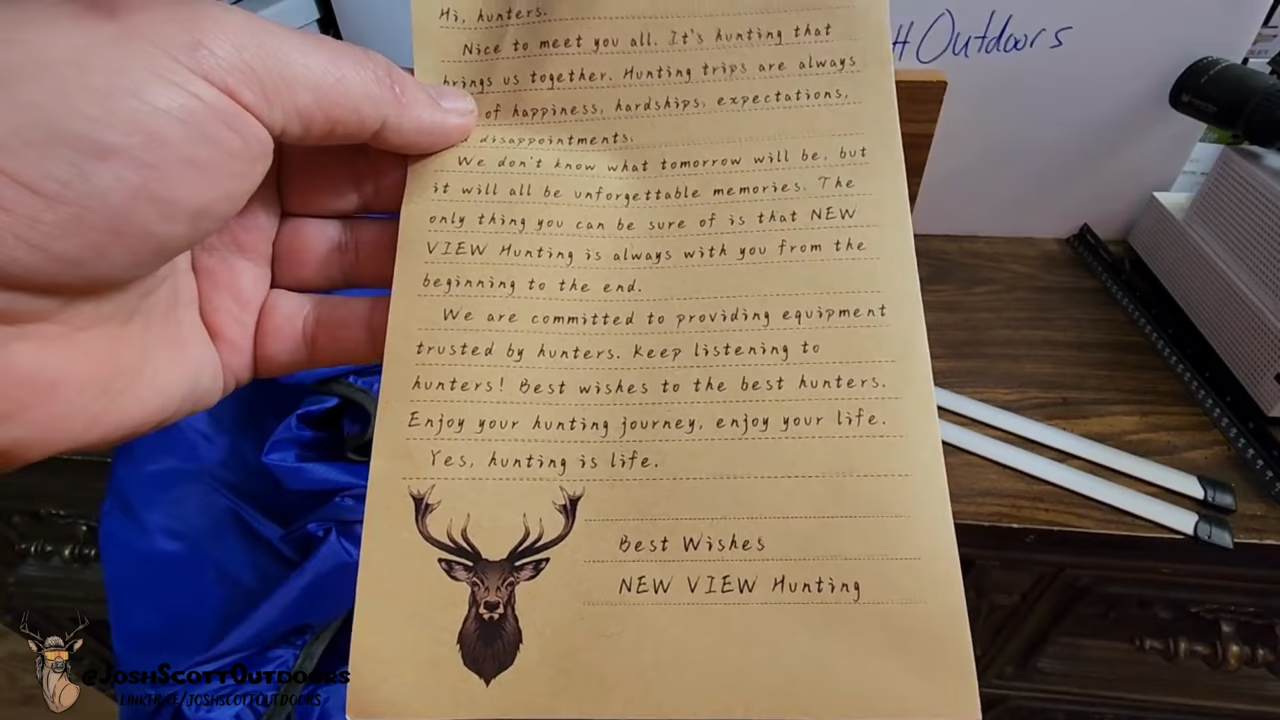 Hi, hunters.
Nice to meet you all. It's hunting that
brings us together. Hunting trips are always
of happiness, hardships, expectations,
disappointments.
We don't know what tomorrow will be, but
it will all be unforgettable memories. The
only thing you can be sure of is that NEW
VIEW Hunting is always with you from the
beginning to the end.
We are committed to providing equipment
trusted by hunters. Keep listening to
hunters! Best wishes to the best hunters.
Enjoy your hunting journey, enjoy your life.
Yes, hunting is life.
Best Wishes
NEW VIEW Hunting
Outdoors
@JoshScottOutdoors
linktr.ee/joshscottoutdoors